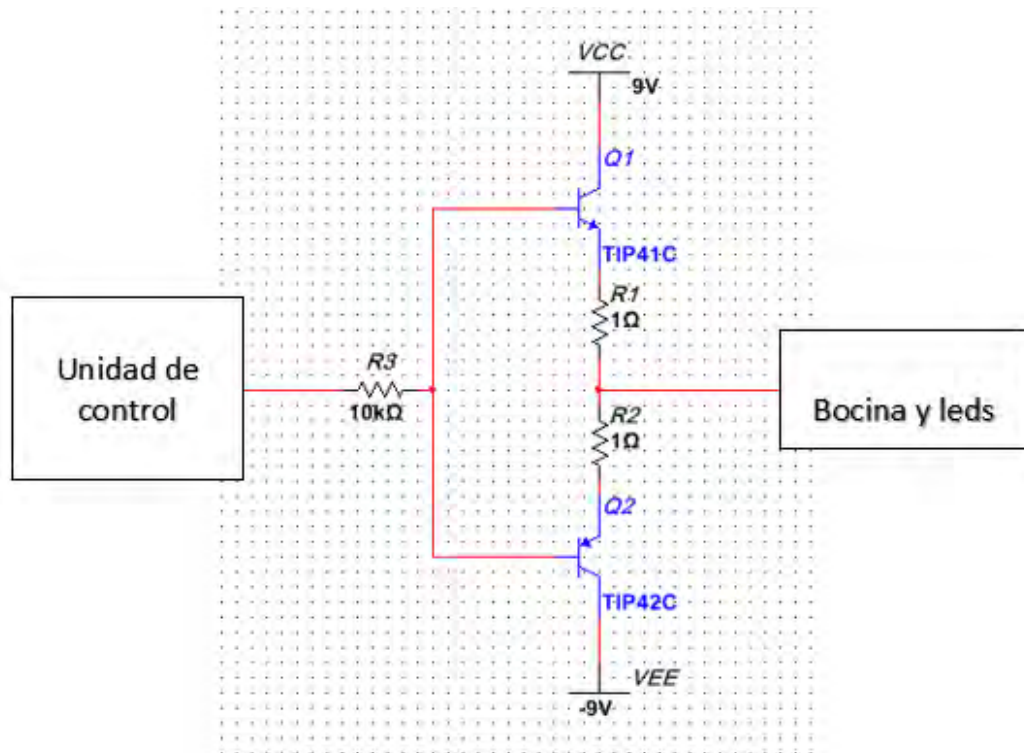 VCC
9V
Q1
TIP41C
R1
1Ω
Unidad de
control
R3
10kΩ
Bocina y leds
R2
1Ω
Q2
TIP42C
VEE
-9V